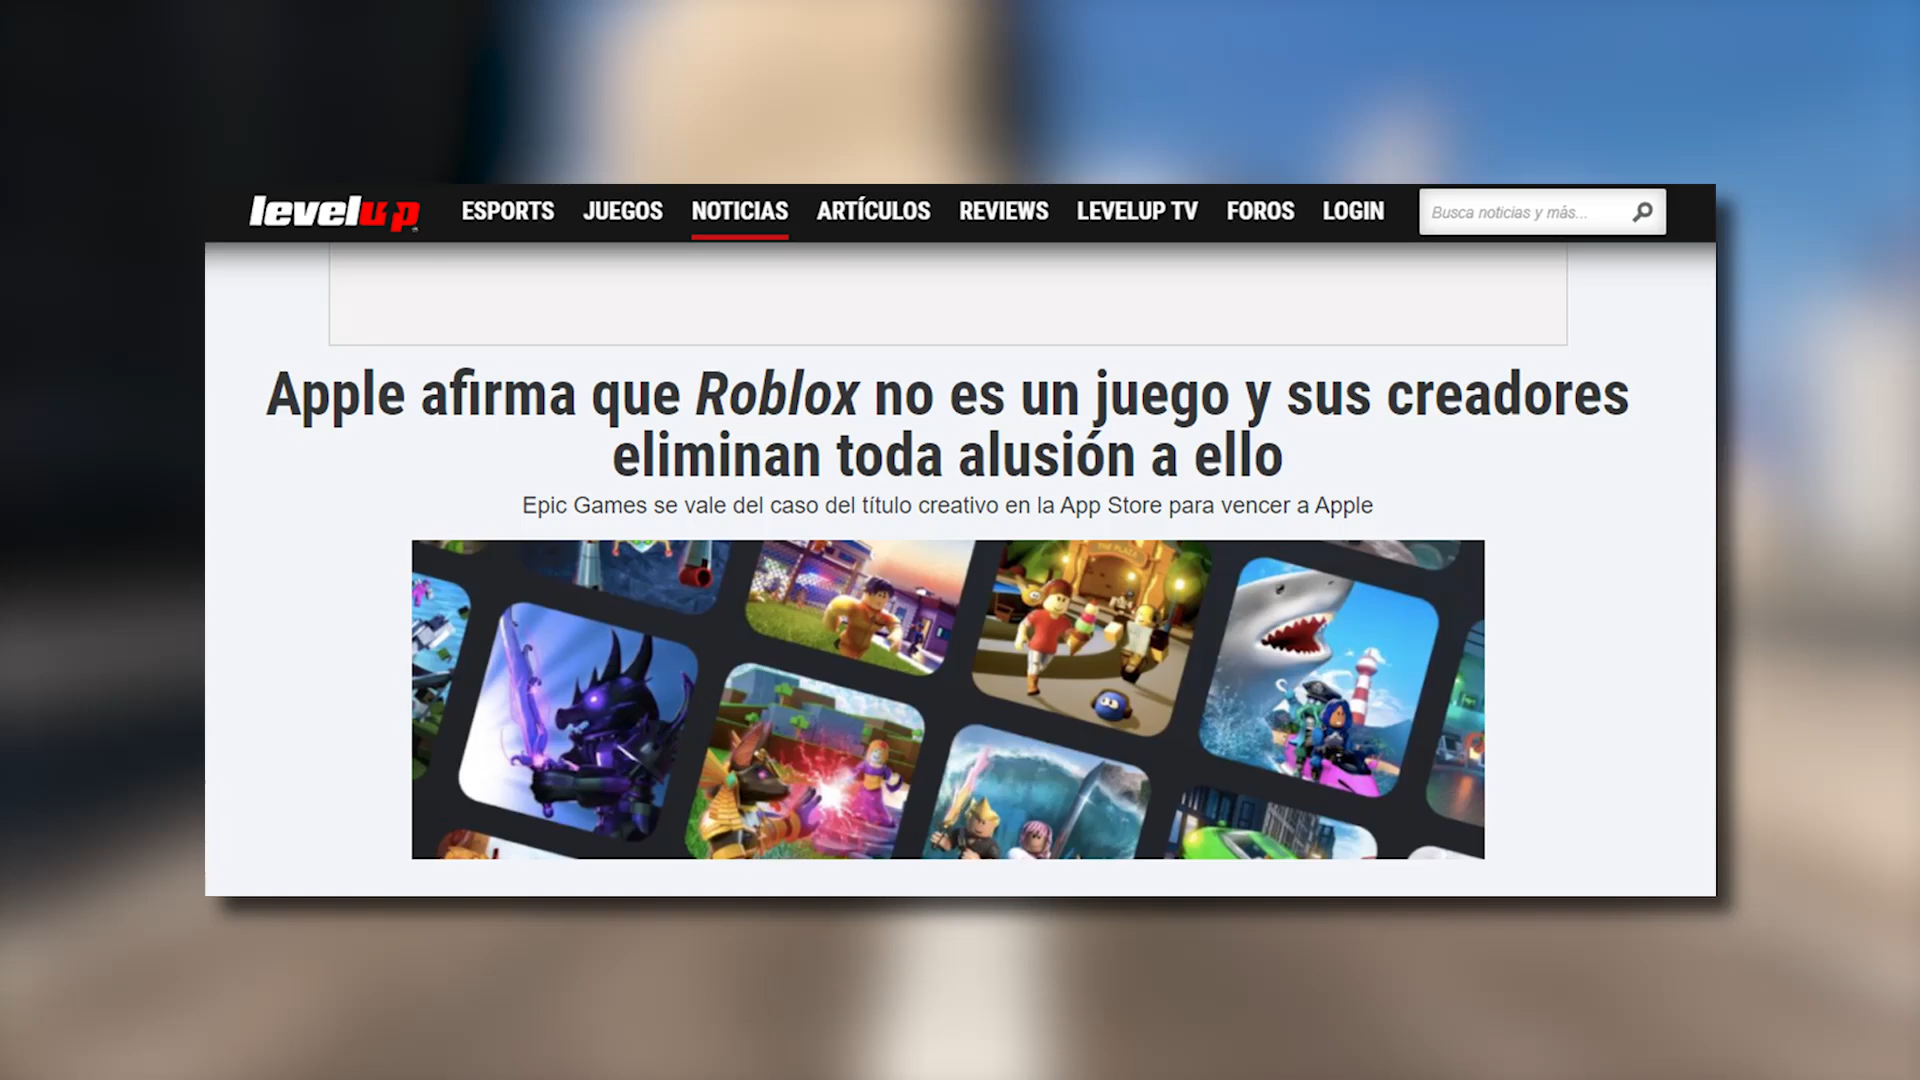 levelup ESPORTS JUEGOS NOTICIAS ARTÍCULOS REVIEWS LEVELUP TV FOROS LOGIN Busca noticias y más...
Apple afirma que Roblox no es un juego y sus creadores
eliminan toda alusión a ello
Epic Games se vale del caso del título creativo en la App Store para vencer a Apple
THE PLAZA